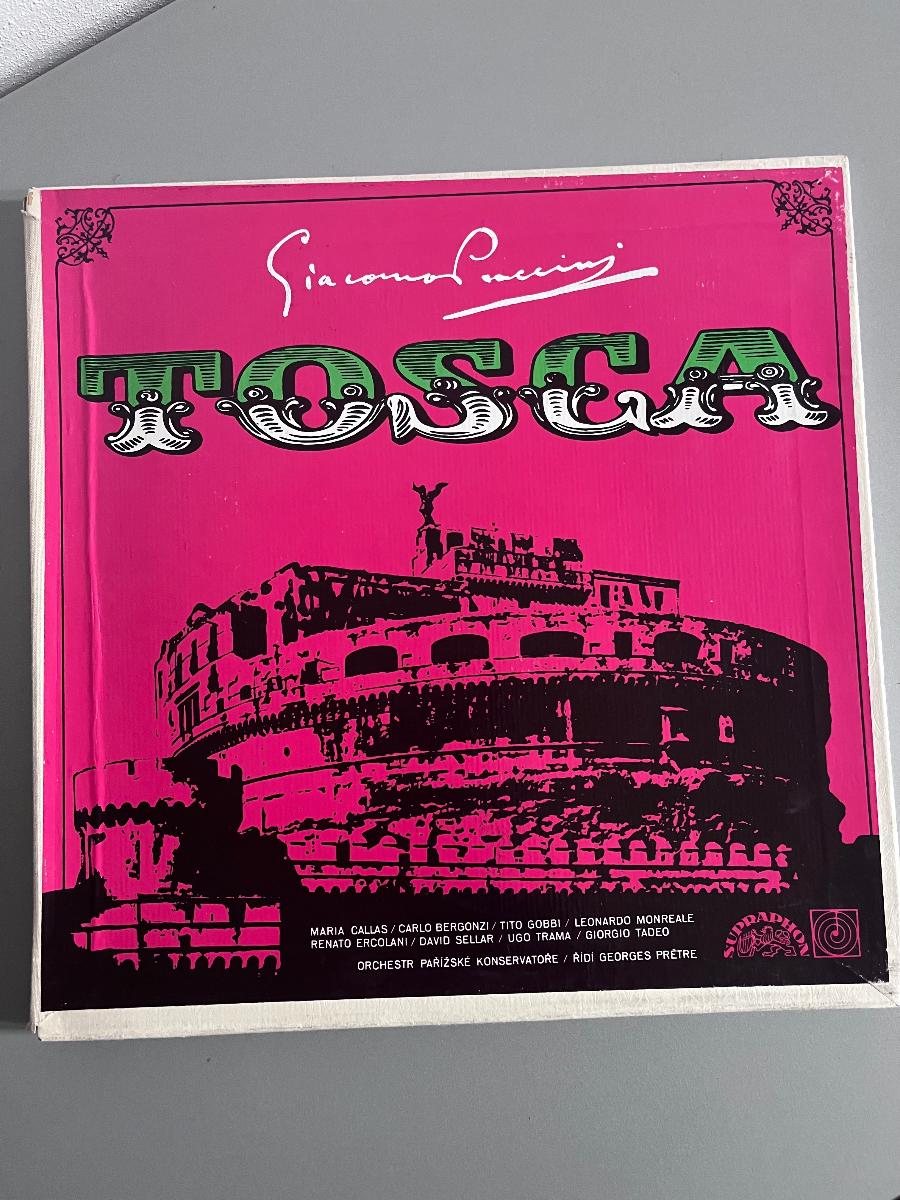 Giacomo Puccini
TOSCA
MARIA CALLAS / CARLO BERGONZI / TITO GOBBI / LEONARDO MONREALE
RENATO ERCOLANI / DAVID SELLAR / UGO TRAMA / GIORGIO TADEO
ORCHESTR PAŘÍŽSKÉ KONSERVATOŘE / ŘÍDÍ GEORGES PRÊTRE
SUPRAPHON